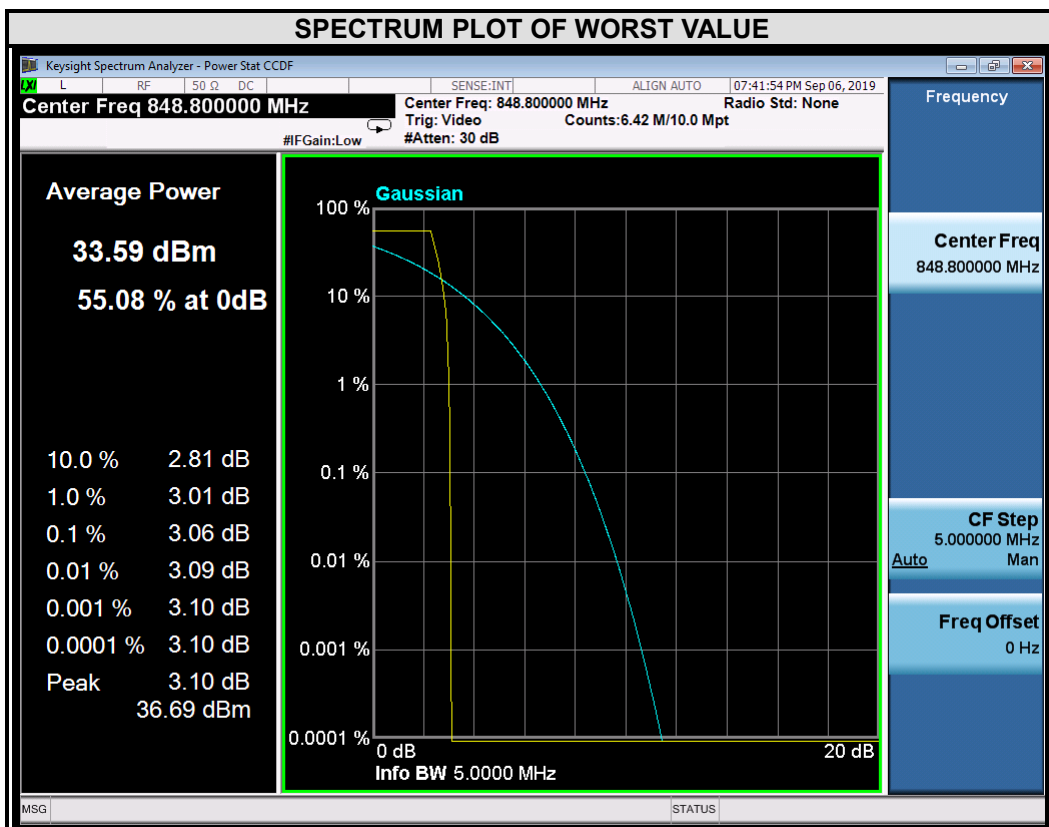 SPECTRUM PLOT OF WORST VALUE
Keysight Spectrum Analyzer - Power Stat CCDF
LXI L RF 50 Ω DC SENSE:INT ALIGN AUTO 07:41:54 PM Sep 06, 2019
Center Freq 848.800000 MHz
Center Freq: 848.800000 MHz Radio Std: None
Trig: Video Counts:6.42 M/10.0 Mpt
#IFGain:Low #Atten: 30 dB
Average Power
33.59 dBm
55.08 % at 0dB
10.0 % 2.81 dB
1.0 % 3.01 dB
0.1 % 3.06 dB
0.01 % 3.09 dB
0.001 % 3.10 dB
0.0001 % 3.10 dB
Peak 3.10 dB
36.69 dBm
Gaussian
100 %
10 %
1 %
0.1 %
0.01 %
0.001 %
0.0001 %
0 dB 20 dB
Info BW 5.0000 MHz
Frequency
Center Freq
848.800000 MHz
CF Step
5.000000 MHz
Auto Man
Freq Offset
0 Hz
MSG STATUS